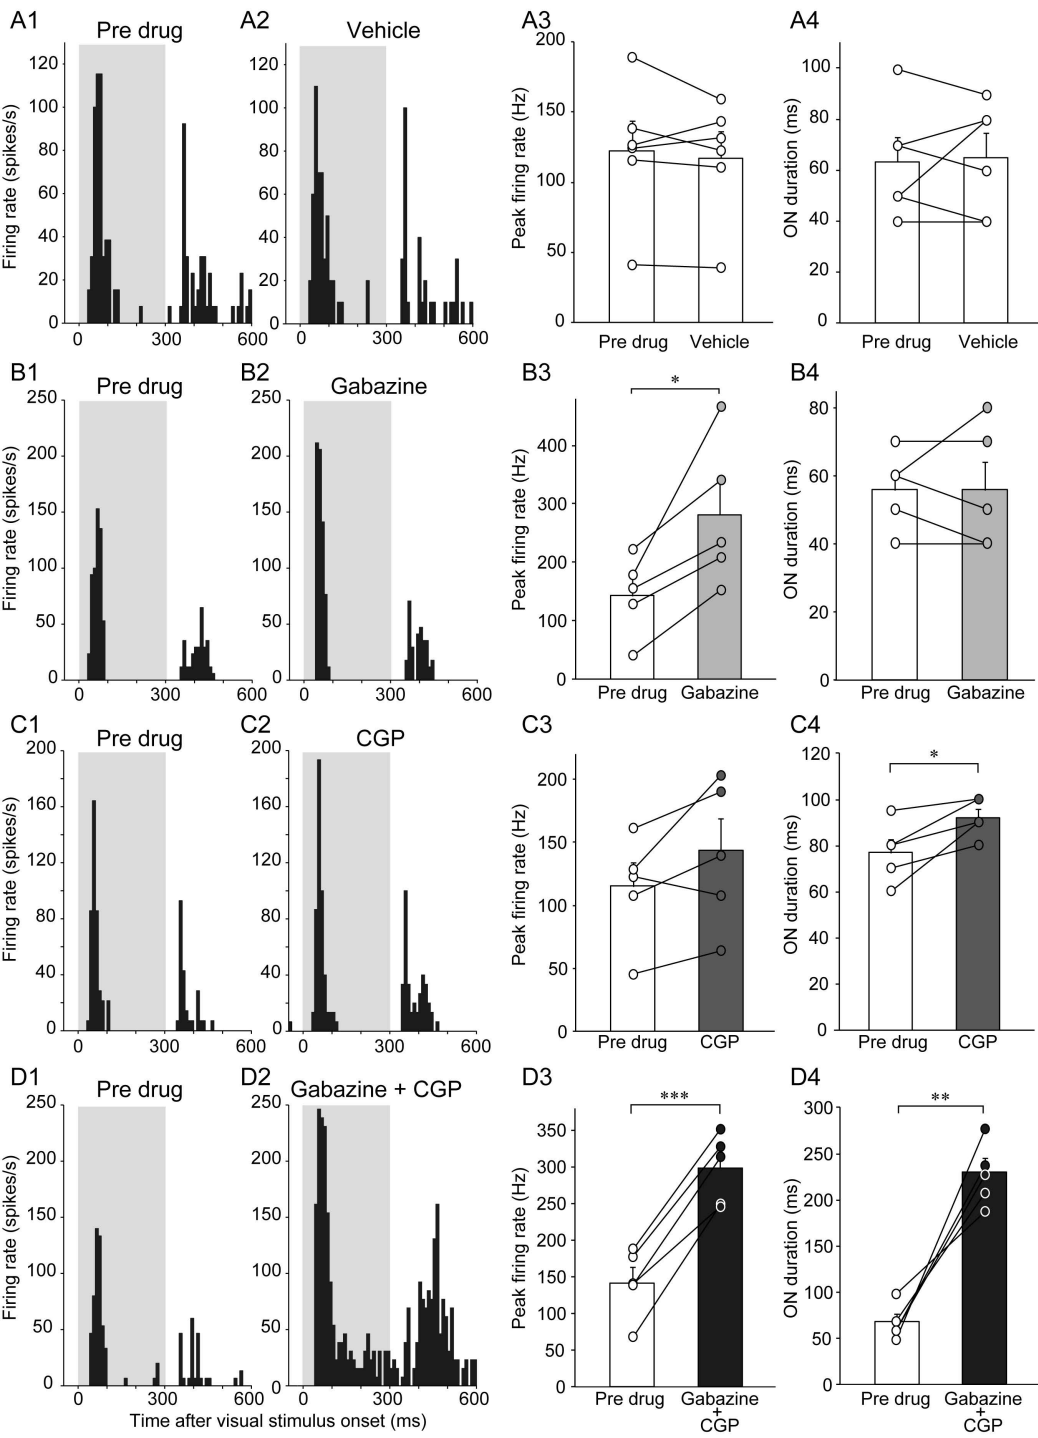 A1 Pre drug
A2 Vehicle
A3
A4
Firing rate (spikes/s)
120
100
80
60
40
20
0
0 300 600
120
100
80
60
40
20
0
0 300 600
Peak firing rate (Hz)
200
150
100
50
0
Pre drug Vehicle
ON duration (ms)
100
80
60
40
20
0
Pre drug Vehicle
B1 Pre drug
B2 Gabazine
B3
B4
Firing rate (spikes/s)
250
200
150
100
50
0
0 300 600
250
200
150
100
50
0
0 300 600
Peak firing rate (Hz)
*
400
300
200
100
0
Pre drug Gabazine
ON duration (ms)
80
60
40
20
0
Pre drug Gabazine
C1 Pre drug
C2 CGP
C3
C4
Firing rate (spikes/s)
200
160
120
80
40
0
0 300 600
200
160
120
80
40
0
0 300 600
Peak firing rate (Hz)
200
150
100
50
0
Pre drug CGP
ON duration (ms)
*
120
100
80
60
40
20
0
Pre drug CGP
D1 Pre drug
D2 Gabazine + CGP
D3
D4
Firing rate (spikes/s)
250
200
150
100
50
0
0 300 600
250
200
150
100
50
0
0 300 600
Time after visual stimulus onset (ms)
Peak firing rate (Hz)
***
350
300
250
200
150
100
50
0
Pre drug Gabazine
+
CGP
ON duration (ms)
**
300
250
200
150
100
50
0
Pre drug Gabazine
+
CGP